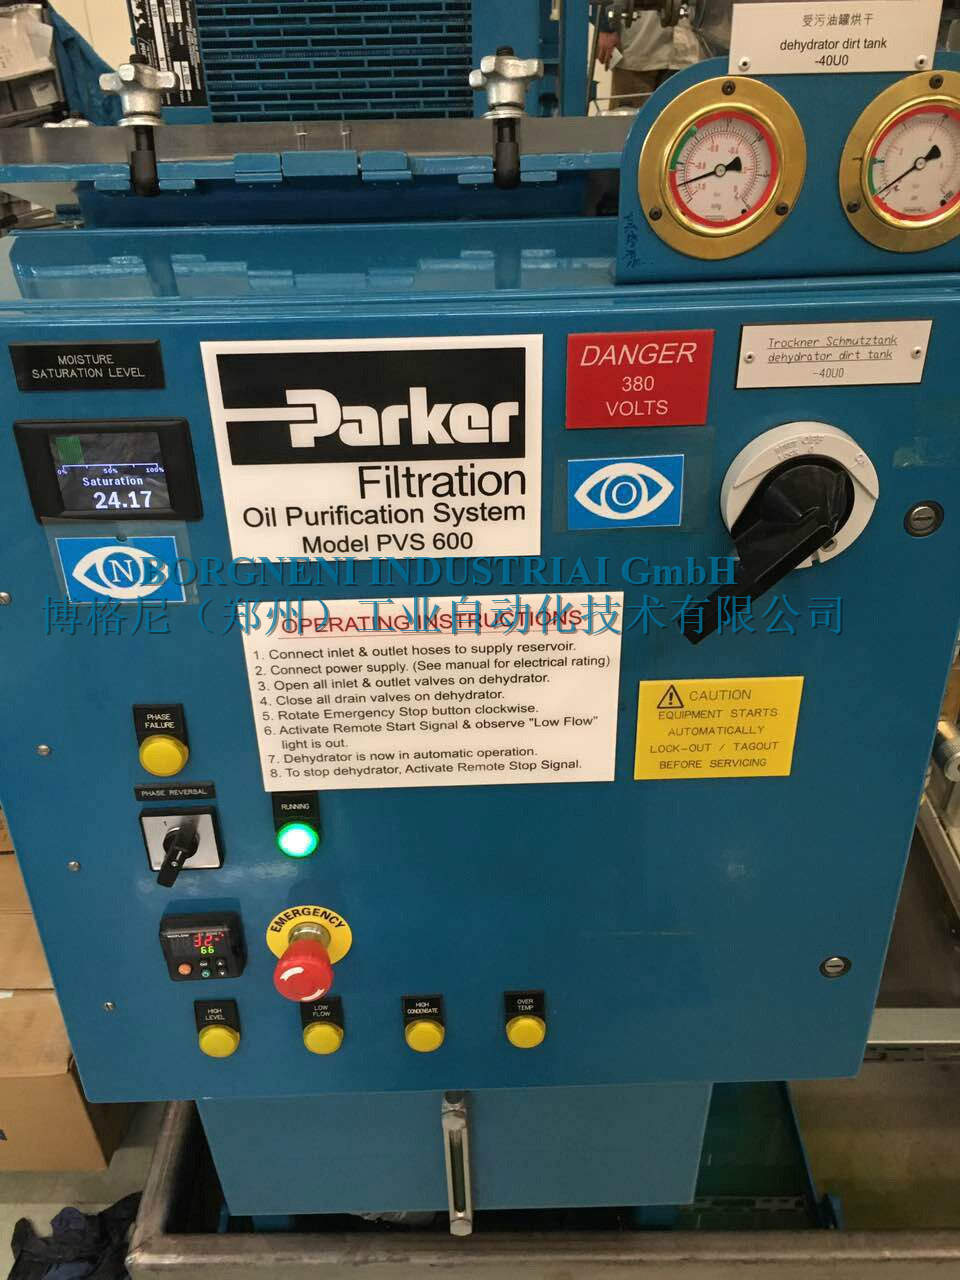 受污油罐烘干
dehydrator dirt tank
-40U0
MOISTURE
SATURATION LEVEL
0% 50% 100%
Saturation
24.17
N
Parker
Filtration
Oil Purification System
Model PVS 600
DANGER
380
VOLTS
O
Trockner Schmutztank
dehydrator dirt tank
-40U0
BORGNENI INDUSTRIAI GmbH
博格尼（郑州）工业自动化技术有限公司
OPERATING INSTRUCTIONS:
1. Connect inlet & outlet hoses to supply reservoir.
2. Connect power supply. (See manual for electrical rating)
3. Open all inlet & outlet valves on dehydrator.
4. Close all drain valves on dehydrator.
5. Rotate Emergency Stop button clockwise.
6. Activate Remote Start Signal & observe "Low Flow"
light is out.
7. Dehydrator is now in automatic operation.
8. To stop dehydrator, Activate Remote Stop Signal.
CAUTION
EQUIPMENT STARTS
AUTOMATICALLY
LOCK-OUT / TAGOUT
BEFORE SERVICING
PHASE
FAILURE
PHASE REVERSAL
RUNNING
EMERGENCY
66
HIGH
LEVEL
LOW
FLOW
HIGH
CONDENSATE
OVER
TEMP